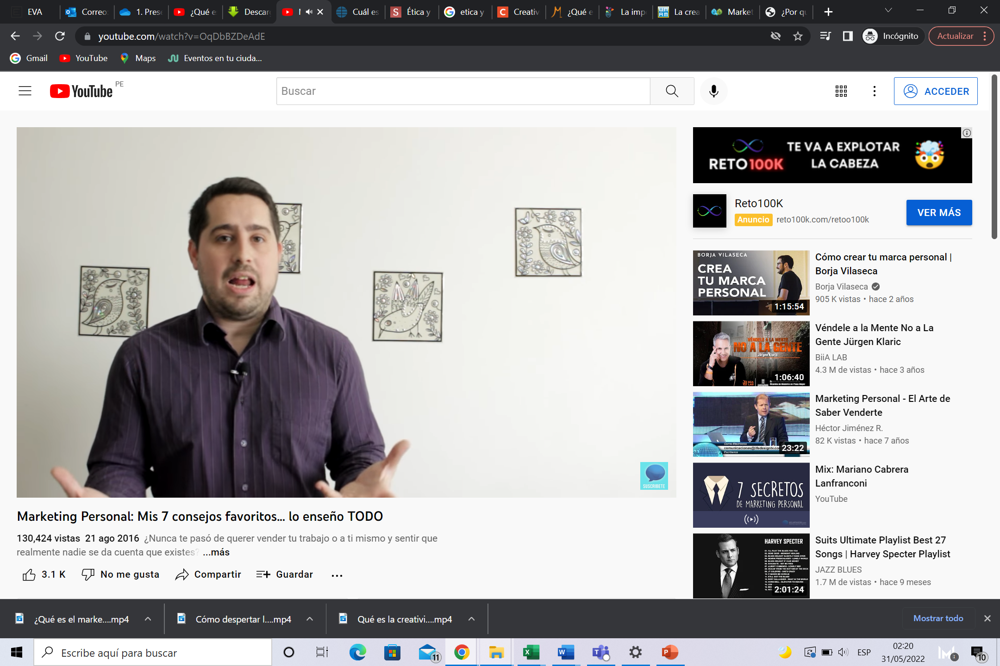 EVA
Correo:
1. Prese
¿Qué e
Descar
Cuál es
Ética y
etica y
Creativ
¿Qué e
La imp
La crea
Market
¿Por qu
youtube.com/watch?v=OqDbBZDeAdE
Incógnito
Actualizar
Gmail
YouTube
Maps
Eventos en tu ciuda...
YouTube PE
Buscar
ACCEDER
RETO100K
TE VA A EXPLOTAR
LA CABEZA
Reto100K
Anuncio reto100k.com/retoo100k
VER MÁS
BORJA VILASECA
CREA
TU MARCA
PERSONAL
1:15:54
Cómo crear tu marca personal |
Borja Vilaseca
Borja Vilaseca
905 K vistas • hace 2 años
VÉNDELE A LA MENTE
NO A LA GENTE
Jürgen Klarić
BiiA LAB
1:06:40
Véndele a la Mente No a La
Gente Jürgen Klaric
BiiA LAB
4.3 M de vistas • hace 3 años
Correo Electrónico
comunicaciones@lifedesigntv.co
Escríbenos
23:22
Marketing Personal - El Arte de
Saber Venderte
Héctor Jiménez R.
82 K vistas • hace 7 años
7 SECRETOS
DE MARKETING PERSONAL
Mix: Mariano Cabrera
Lanfranconi
YouTube
HARVEY SPECTER
2:01:24
Suits Ultimate Playlist Best 27
Songs | Harvey Specter Playlist
JAZZ BLUES
1.7 M de vistas • hace 9 meses
SUSCRIBETE
Marketing Personal: Mis 7 consejos favoritos... lo enseño TODO
130,424 vistas 21 ago 2016 ¿Nunca te pasó de querer vender tu trabajo o a ti mismo y sentir que
realmente nadie se da cuenta que existes? ...más
3.1 K
No me gusta
Compartir
Guardar
¿Qué es el marke....mp4
Cómo despertar l....mp4
Qué es la creativi....mp4
Mostrar todo
Escribe aquí para buscar
11
ESP
02:20
31/05/2022
10